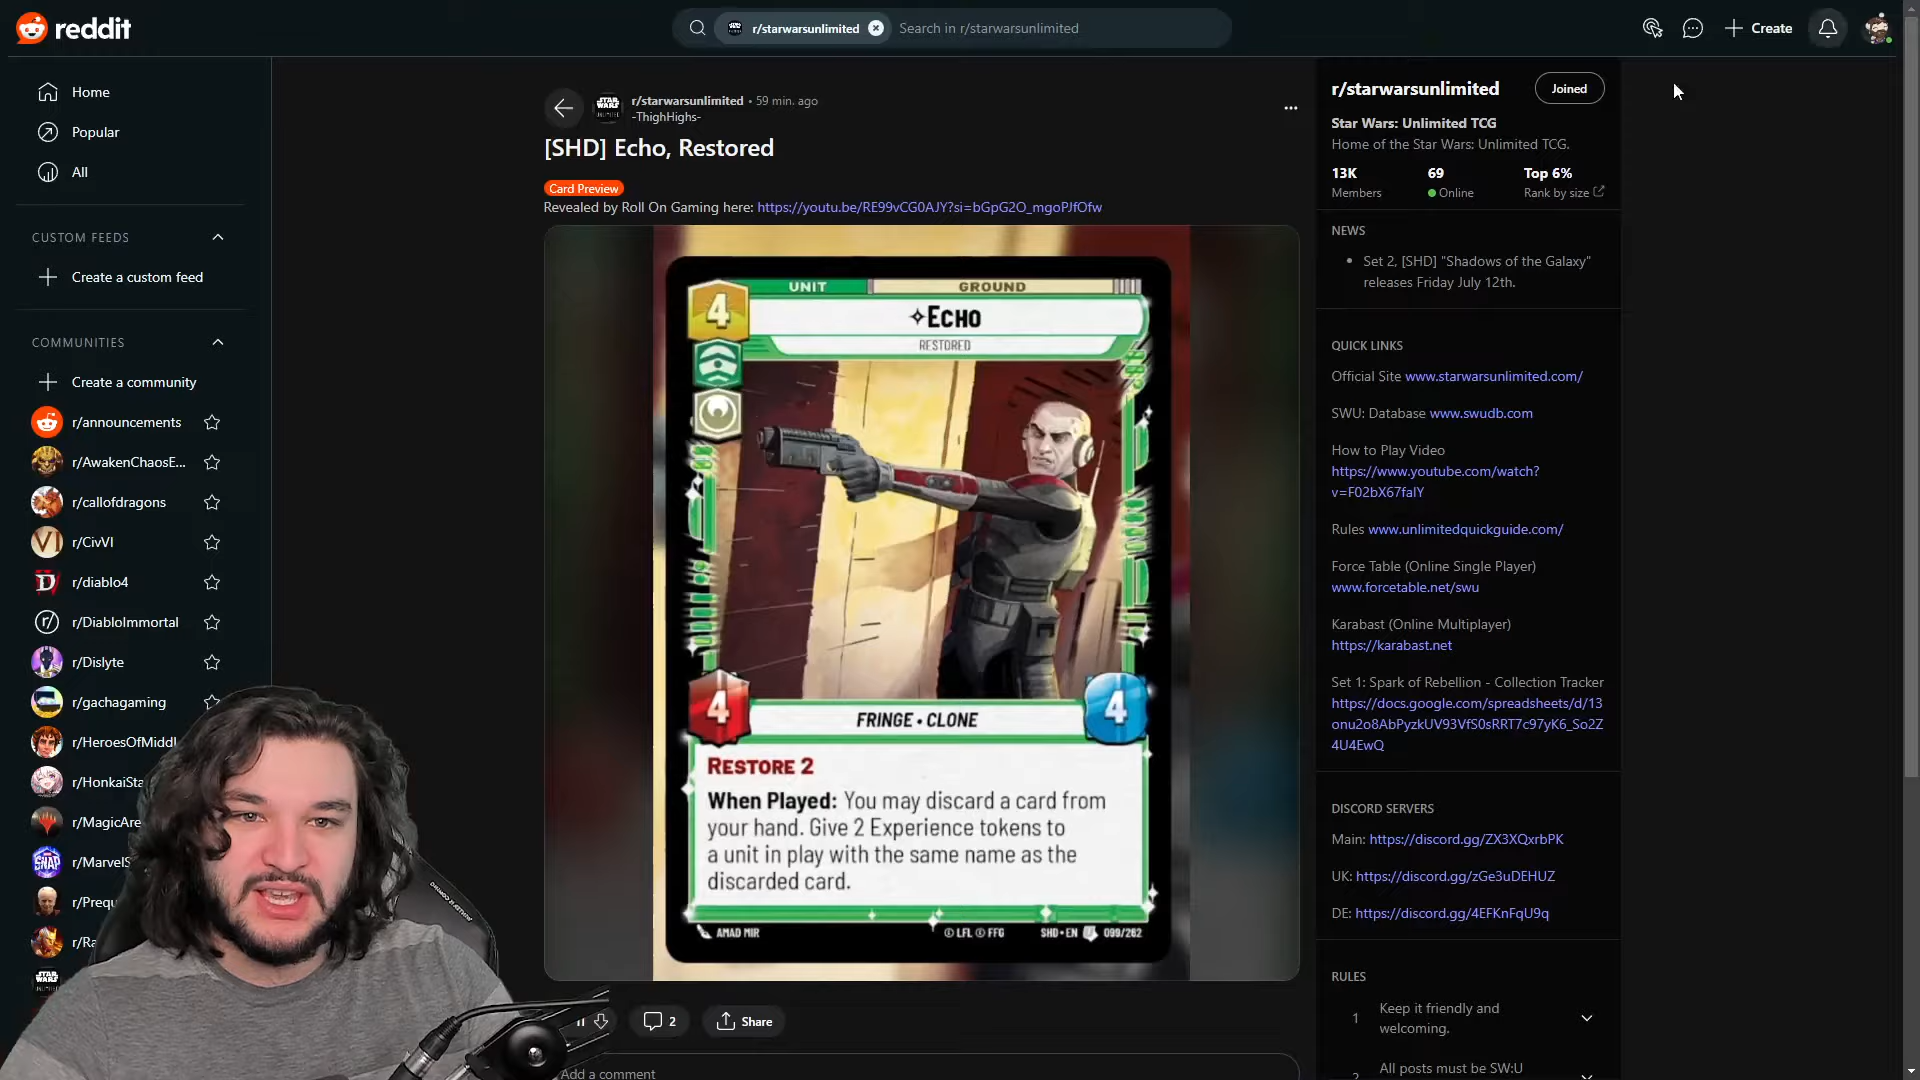 reddit
r/starwarsunlimited
Search in r/starwarsunlimited
Create
Home
Popular
All
CUSTOM FEEDS
Create a custom feed
COMMUNITIES
Create a community
r/announcements
r/AwakenChaosE...
r/callofdragons
r/CivVI
r/diablo4
r/DiabloImmortal
r/Dislyte
r/gachagaming
r/HeroesOfMiddl
r/HonkaiSta
r/MagicAre
r/MarvelS
r/Prequ
r/Ra
r/starwarsunlimited • 59 min. ago
-ThighHighs-
[SHD] Echo, Restored
Card Preview
Revealed by Roll On Gaming here: https://youtu.be/RE99vCG0AJY?si=bGpG2O_mgoPJfOfw
UNIT
GROUND
4
ECHO
RESTORED
4
FRINGE • CLONE
4
RESTORE 2
When Played: You may discard a card from
your hand. Give 2 Experience tokens to
a unit in play with the same name as the
discarded card.
AMAD MIR
© LFL © FFG
SHD • EN
099/262
2
Share
Add a comment
r/starwarsunlimited
Joined
Star Wars: Unlimited TCG
Home of the Star Wars: Unlimited TCG.
13K
69
Top 6%
Members
Online
Rank by size
NEWS
• Set 2, [SHD] "Shadows of the Galaxy"
releases Friday July 12th.
QUICK LINKS
Official Site www.starwarsunlimited.com/
SWU: Database www.swudb.com
How to Play Video
https://www.youtube.com/watch?
v=F02bX67faIY
Rules www.unlimitedquickguide.com/
Force Table (Online Single Player)
www.forcetable.net/swu
Karabast (Online Multiplayer)
https://karabast.net
Set 1: Spark of Rebellion - Collection Tracker
https://docs.google.com/spreadsheets/d/13
onu2o8AbPyzkUV93VfS0sRRT7c97yK6_So2Z
4U4EwQ
DISCORD SERVERS
Main: https://discord.gg/ZX3XQxrbPK
UK: https://discord.gg/zGe3uDEHUZ
DE: https://discord.gg/4EFKnFqU9q
RULES
1
Keep it friendly and
welcoming.
2
All posts must be SW:U